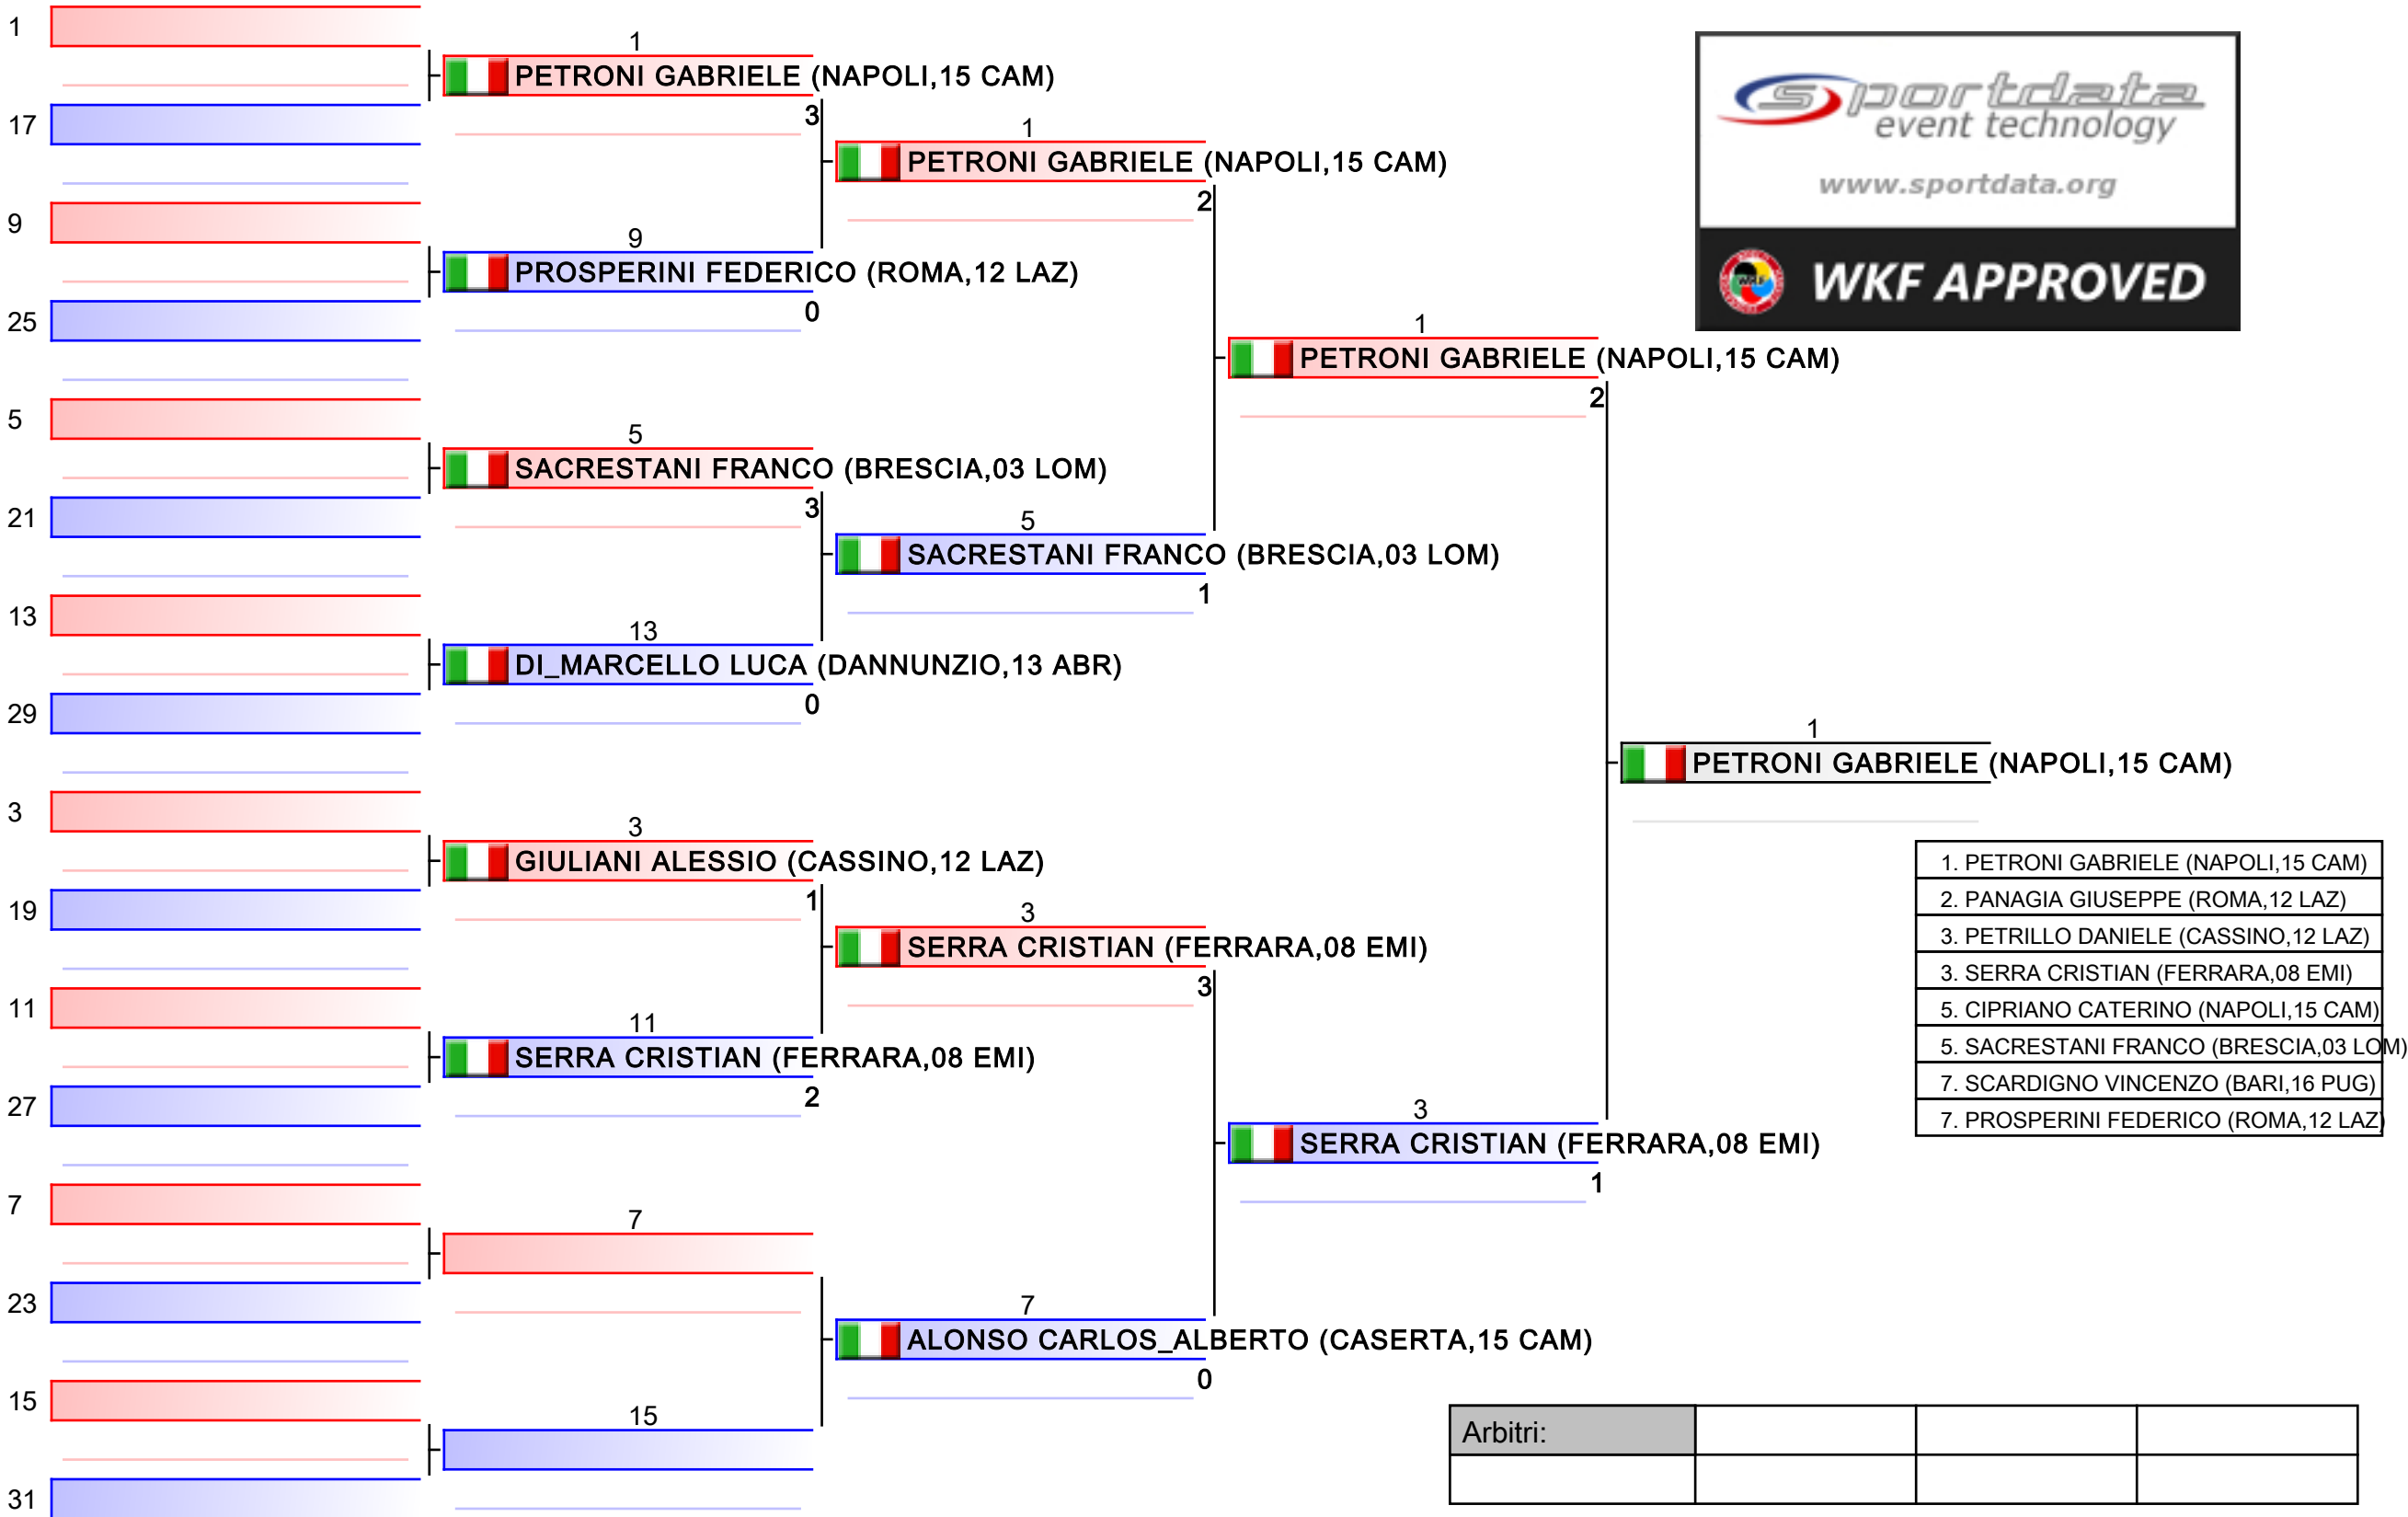 1
17
9
25
5
21
13
29
3
19
11
27
7
23
15
31
1
PETRONI GABRIELE (NAPOLI,15 CAM)
3
9
PROSPERINI FEDERICO (ROMA,12 LAZ)
0
5
SACRESTANI FRANCO (BRESCIA,03 LOM)
3
13
DI_MARCELLO LUCA (DANNUNZIO,13 ABR)
0
3
GIULIANI ALESSIO (CASSINO,12 LAZ)
1
11
SERRA CRISTIAN (FERRARA,08 EMI)
2
7
15
1
PETRONI GABRIELE (NAPOLI,15 CAM)
2
5
SACRESTANI FRANCO (BRESCIA,03 LOM)
1
3
SERRA CRISTIAN (FERRARA,08 EMI)
3
7
ALONSO CARLOS_ALBERTO (CASERTA,15 CAM)
0
1
PETRONI GABRIELE (NAPOLI,15 CAM)
2
3
SERRA CRISTIAN (FERRARA,08 EMI)
1
1
PETRONI GABRIELE (NAPOLI,15 CAM)
sportdata
event technology
www.sportdata.org
WKF
WKF APPROVED
1. PETRONI GABRIELE (NAPOLI,15 CAM)
2. PANAGIA GIUSEPPE (ROMA,12 LAZ)
3. PETRILLO DANIELE (CASSINO,12 LAZ)
3. SERRA CRISTIAN (FERRARA,08 EMI)
5. CIPRIANO CATERINO (NAPOLI,15 CAM)
5. SACRESTANI FRANCO (BRESCIA,03 LOM)
7. SCARDIGNO VINCENZO (BARI,16 PUG)
7. PROSPERINI FEDERICO (ROMA,12 LAZ)
Arbitri: